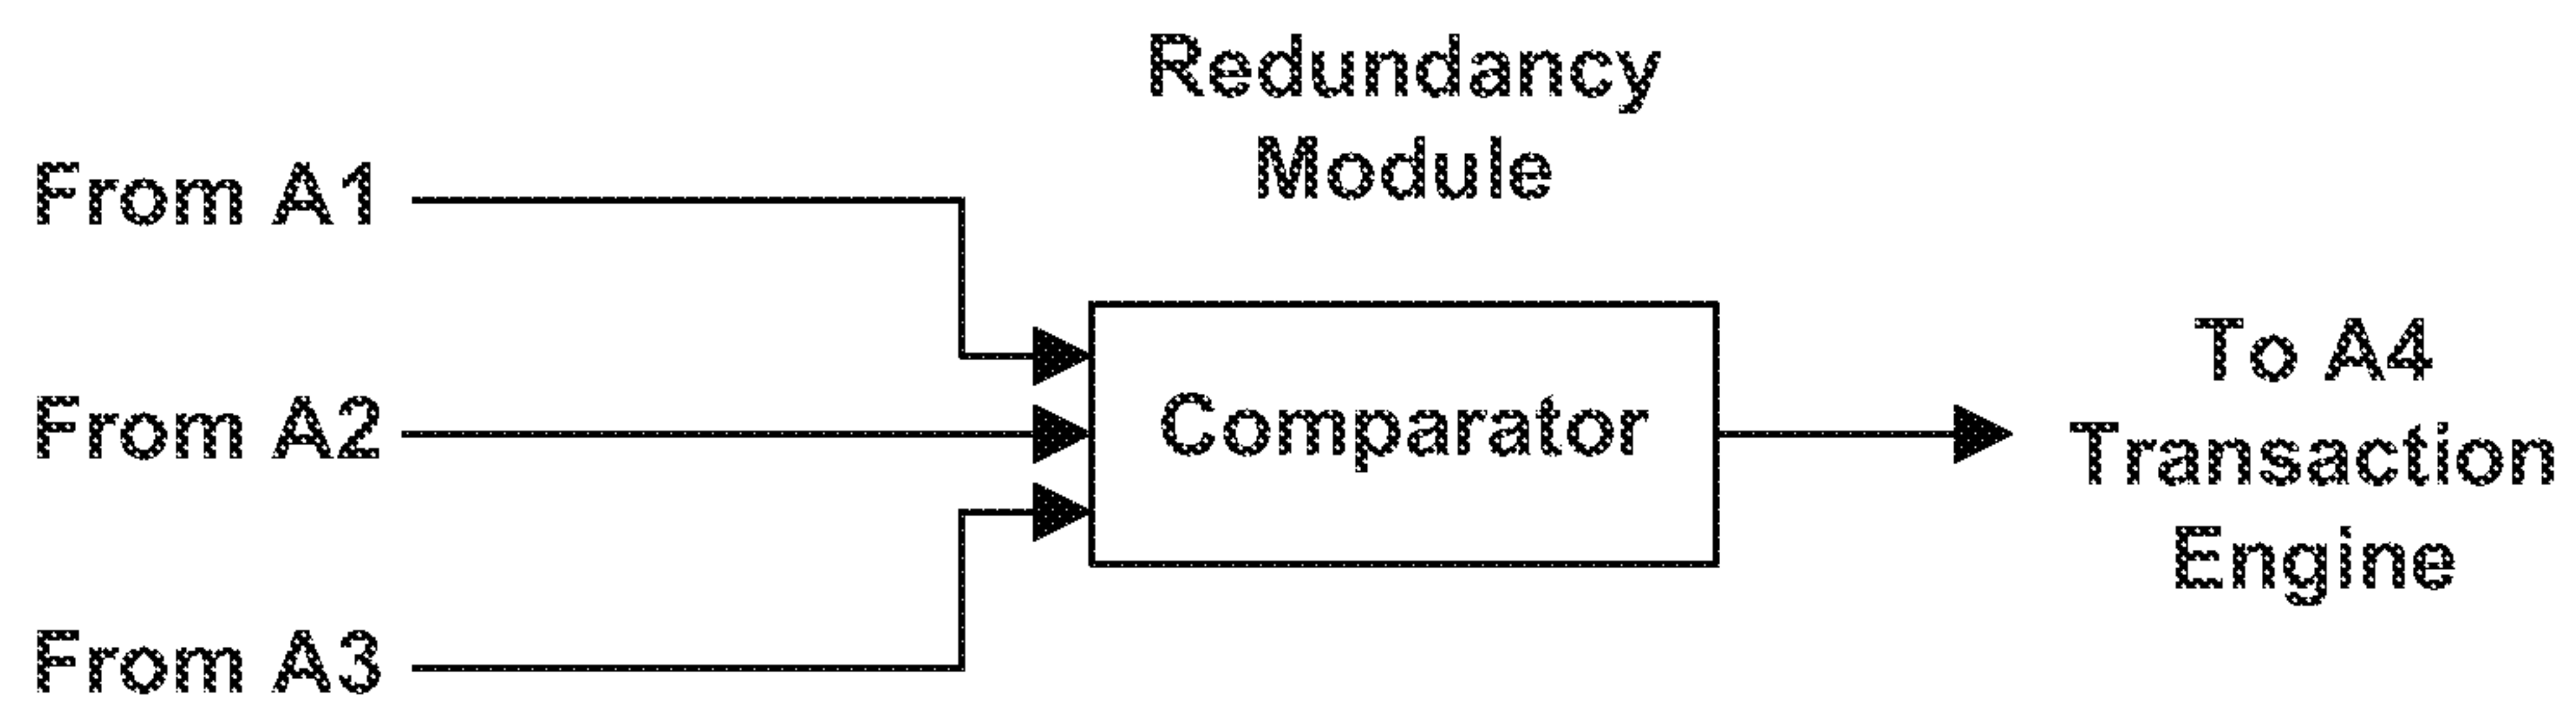 Redundancy
Module
From A1
From A2
From A3
Comparator
To A4
Transaction
Engine